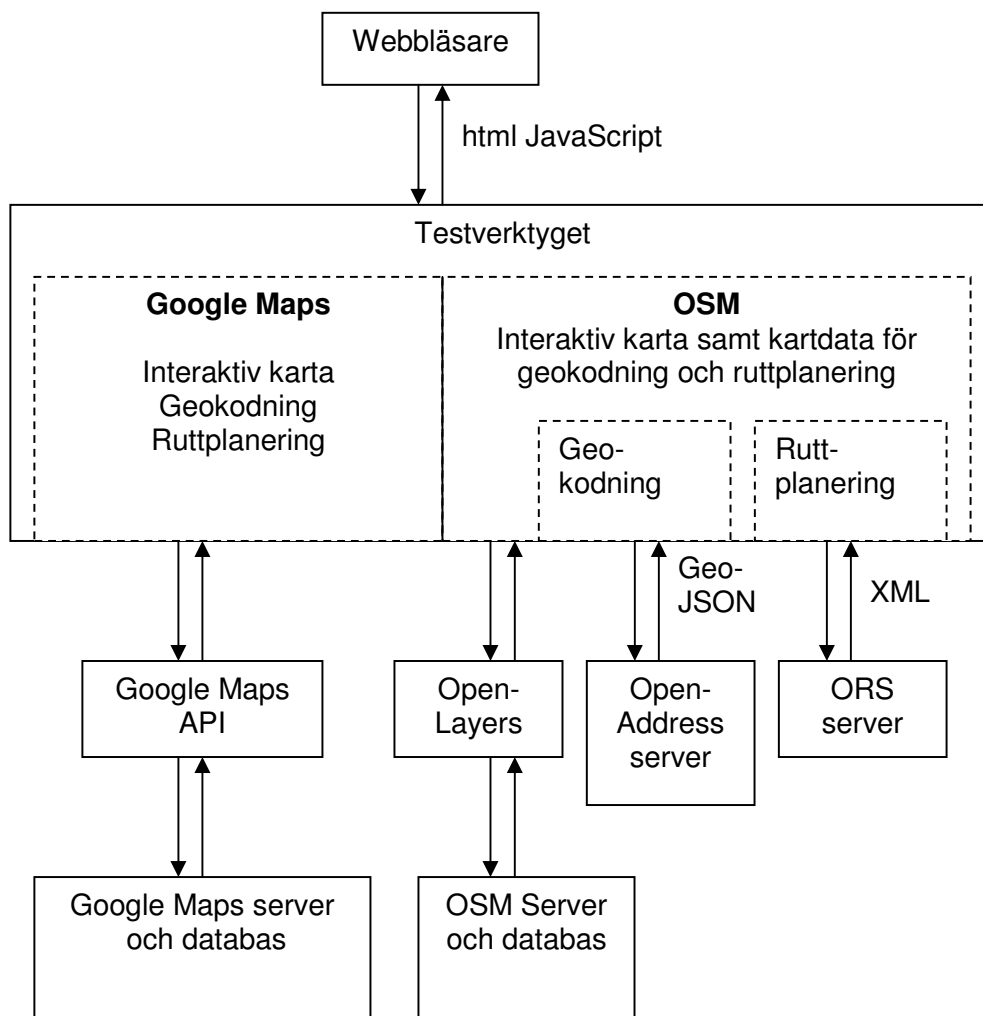 Webbläsare
html JavaScript
Testverktyget
Google Maps
Interaktiv karta
Geokodning
Ruttplanering
OSM
Interaktiv karta samt kartdata för
geokodning och ruttplanering
Geo-
kodning
Rutt-
planering
Geo-
JSON
XML
Google Maps
API
Open-
Layers
Open-
Address
server
ORS
server
Google Maps server
och databas
OSM Server
och databas